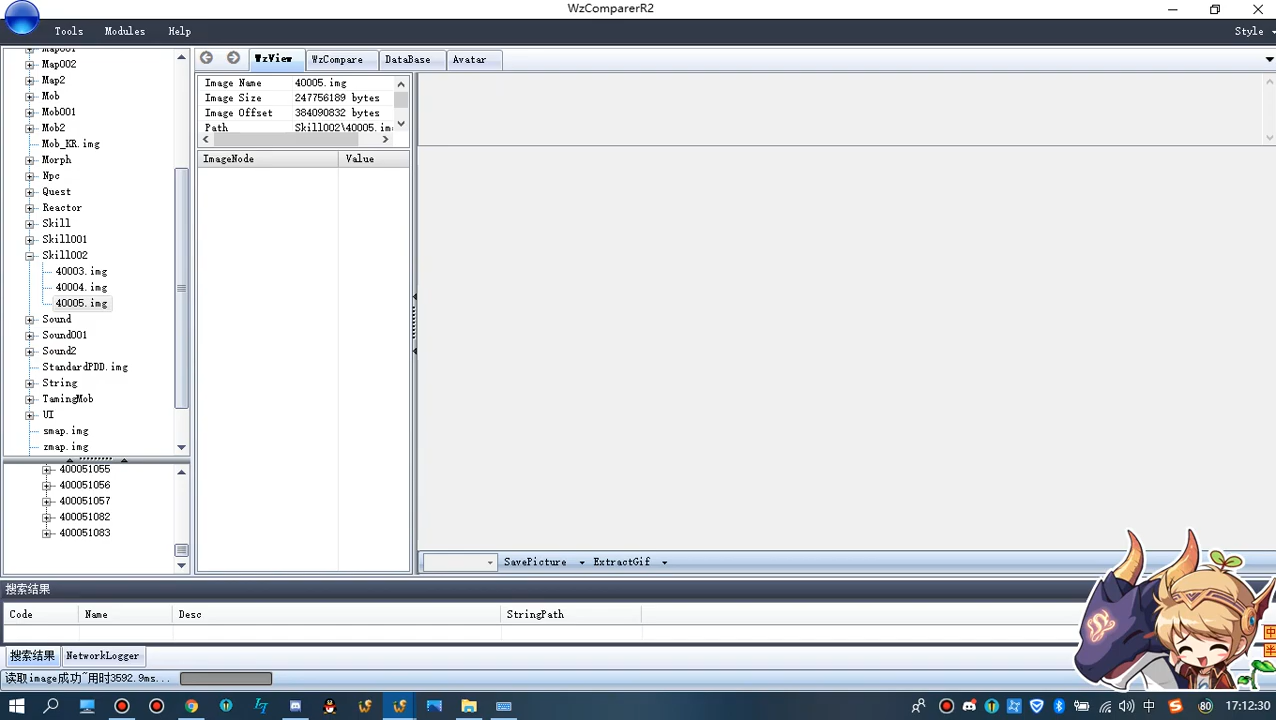 WzComparerR2
Tools Modules Help Style
Map001
Map002
Map2
Mob
Mob001
Mob2
Mob_KR.img
Morph
Npc
Quest
Reactor
Skill
Skill001
Skill002
40003.img
40004.img
40005.img
Sound
Sound001
Sound2
StandardPDD.img
String
TamingMob
UI
smap.img
zmap.img
400051055
400051056
400051057
400051082
400051083
WzView WzCompare DataBase Avatar
Image Name 40005.img
Image Size 247756189 bytes
Image Offset 384090832 bytes
Path Skill002\40005.im
ImageNode Value
SavePicture ExtractGif
搜索结果
Code Name Desc StringPath
搜索结果 NetworkLogger
读取image成功~用时3592.9ms...
中
半
中 80 17:12:30